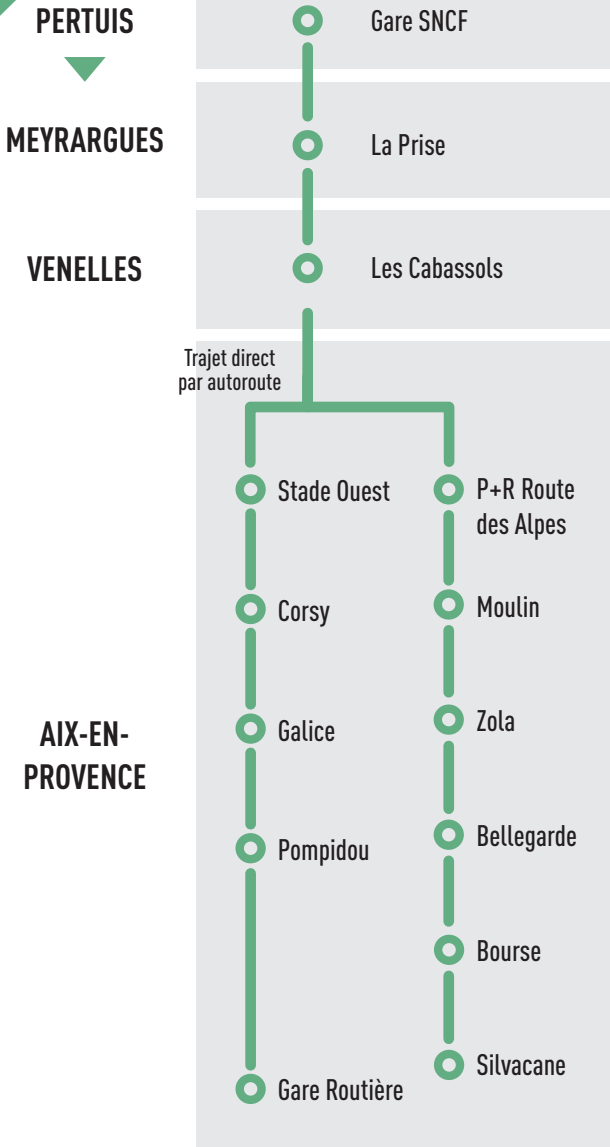 PERTUIS
Gare SNCF
MEYRARGUES
La Prise
VENELLES
Les Cabassols
Trajet direct
par autoroute
AIX-EN-
PROVENCE
Stade Ouest
Corsy
Galice
Pompidou
Gare Routière
P+R Route
des Alpes
Moulin
Zola
Bellegarde
Bourse
Silvacane